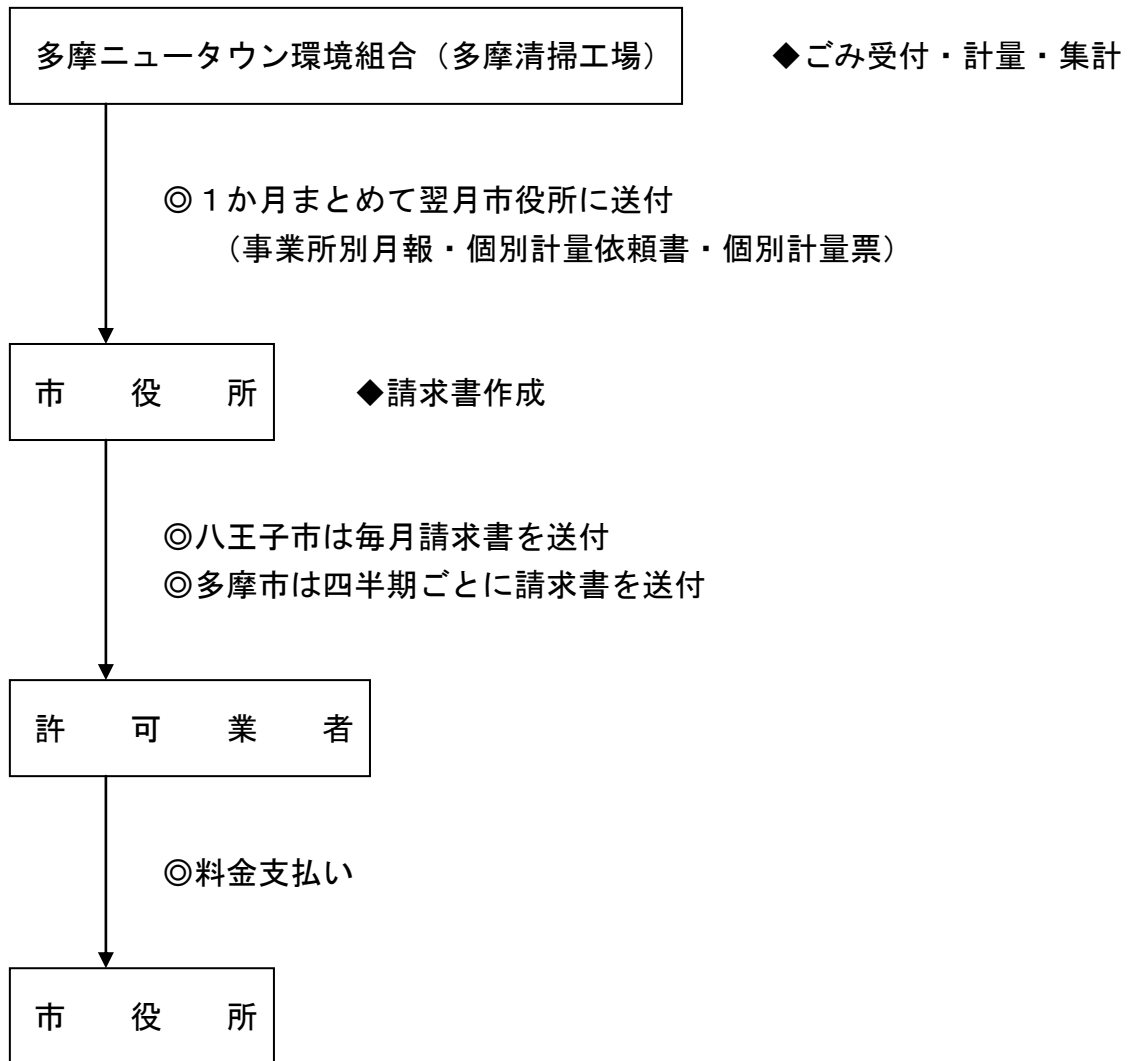 多摩ニュータウン環境組合（多摩清掃工場） ◆ごみ受付・計量・集計
◎１か月まとめて翌月市役所に送付
（事業所別月報・個別計量依頼書・個別計量票）
市　役　所 ◆請求書作成
◎八王子市は毎月請求書を送付
◎多摩市は四半期ごとに請求書を送付
許　可　業　者
◎料金支払い
市　役　所